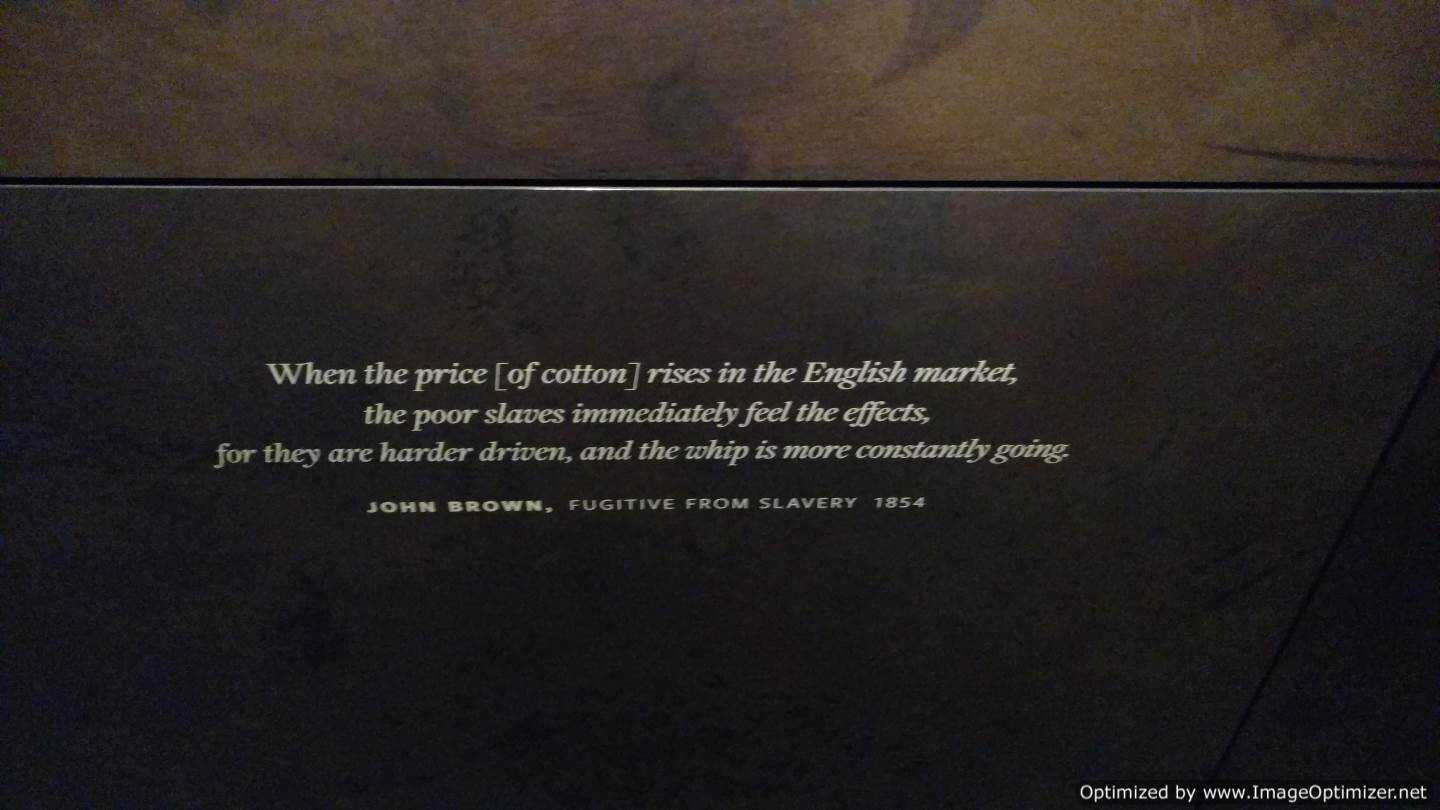 When the price [of cotton] rises in the English market,
the poor slaves immediately feel the effects,
for they are harder driven, and the whip is more constantly going.
JOHN BROWN, FUGITIVE FROM SLAVERY 1854
Optimized by www.ImageOptimizer.net